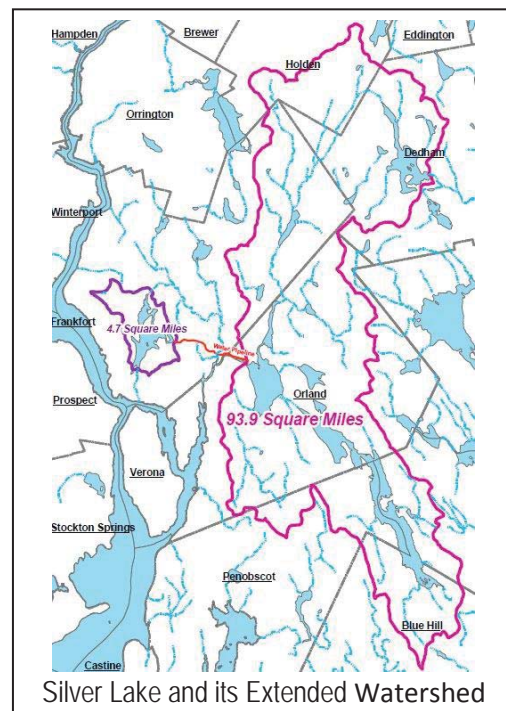 Hampden
Brewer
Eddington
Holden
Orrington
Dedham
Winterport
4.7 Square Miles
Frankfort
Water Pipeline
Prospect
Orland
93.9 Square Miles
Verona
Stockton Springs
Penobscot
Blue Hill
Castine
Silver Lake and its Extended Watershed